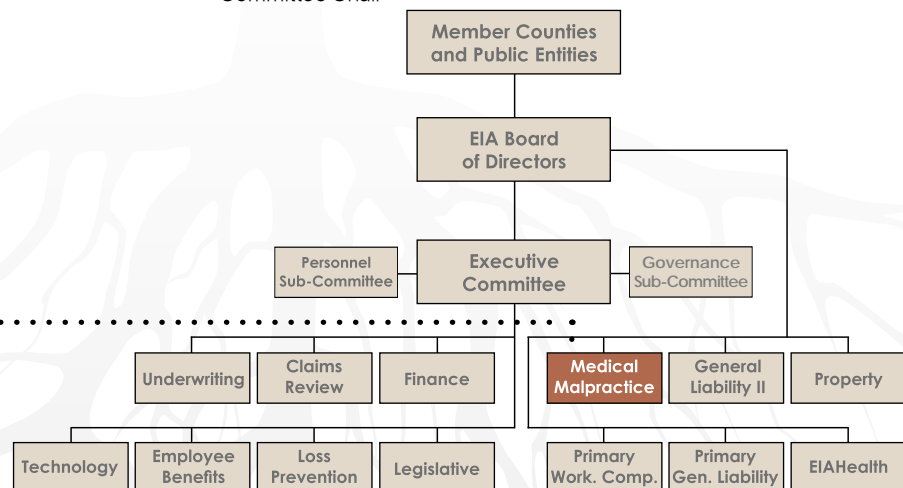 Committee Chair
Member Counties
and Public Entities
EIA Board
of Directors
Personnel
Sub-Committee
Executive
Committee
Governance
Sub-Committee
Underwriting
Claims
Review
Finance
Medical
Malpractice
General
Liability II
Property
Technology
Employee
Benefits
Loss
Prevention
Legislative
Primary
Work. Comp.
Primary
Gen. Liability
EIAHealth